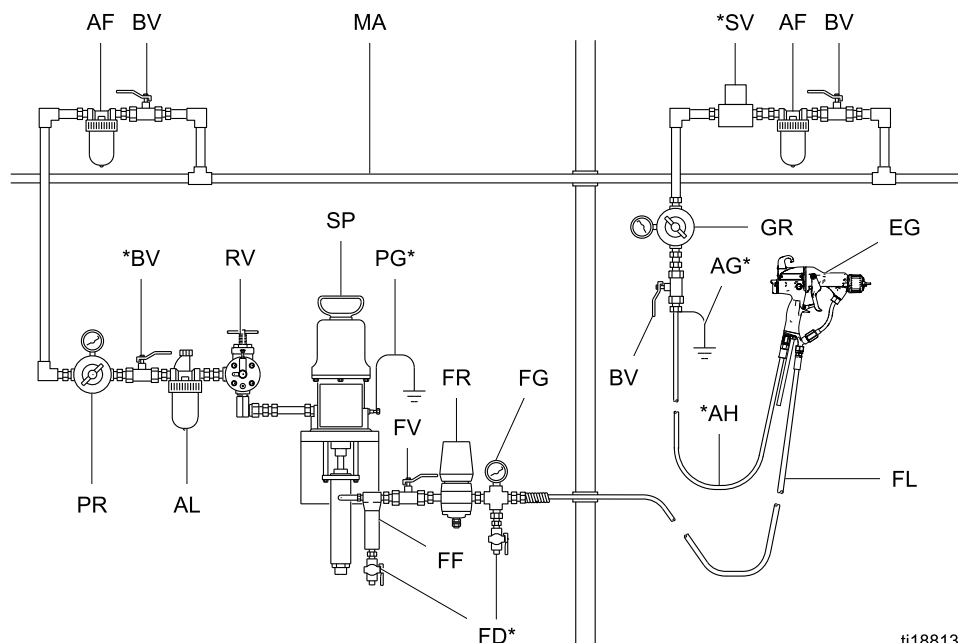 AF BV MA *SV AF BV
SP GR EG
*BV RV PG* AG*
FR FG BV
FV *AH
PR AL FL
FF
FD*
ti18813